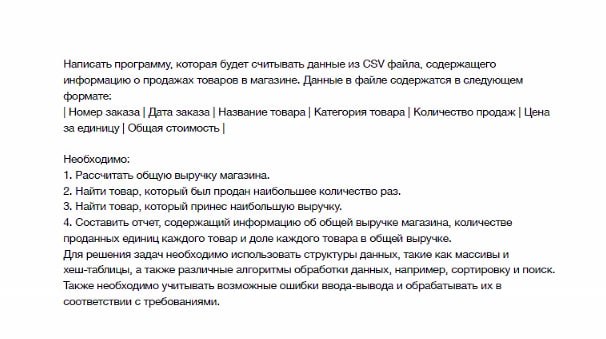 Написать программу, которая будет считывать данные из CSV файла, содержащего
информацию о продажах товаров в магазине. Данные в файле содержатся в следующем
формате:
| Номер заказа | Дата заказа | Название товара | Категория товара | Количество продаж | Цена
за единицу | Общая стоимость |
Необходимо:
1. Рассчитать общую выручку магазина.
2. Найти товар, который был продан наибольшее количество раз.
3. Найти товар, который принес наибольшую выручку.
4. Составить отчет, содержащий информацию об общей выручке магазина, количестве
проданных единиц каждого товар и доле каждого товара в общей выручке.
Для решения задач необходимо использовать структуры данных, такие как массивы и
хеш-таблицы, а также различные алгоритмы обработки данных, например, сортировку и поиск.
Также необходимо учитывать возможные ошибки ввода-вывода и обрабатывать их в
соответствии с требованиями.